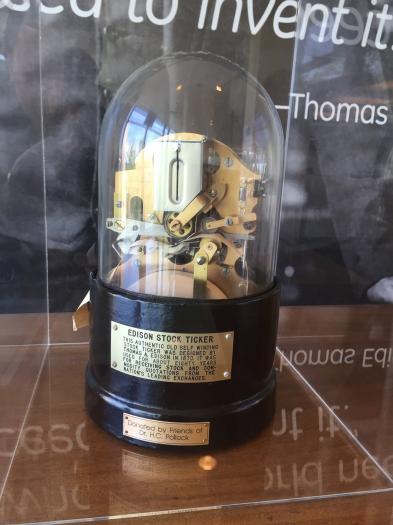 ed to invent it.
—Thomas
EDISON STOCK TICKER
THIS AUTHENTIC OLD SELF WINDING
STOCK TICKER WAS DESIGNED BY
THOMAS A. EDISON IN 1870. IT WAS
USED FOR ABOUT EIGHTY YEARS
FOR RECEIVING STOCK AND COM-
MODITY QUOTATIONS FROM THE
NATION'S LEADING EXCHANGES.
Donated by Friends of
Dr. H.C. Pollock